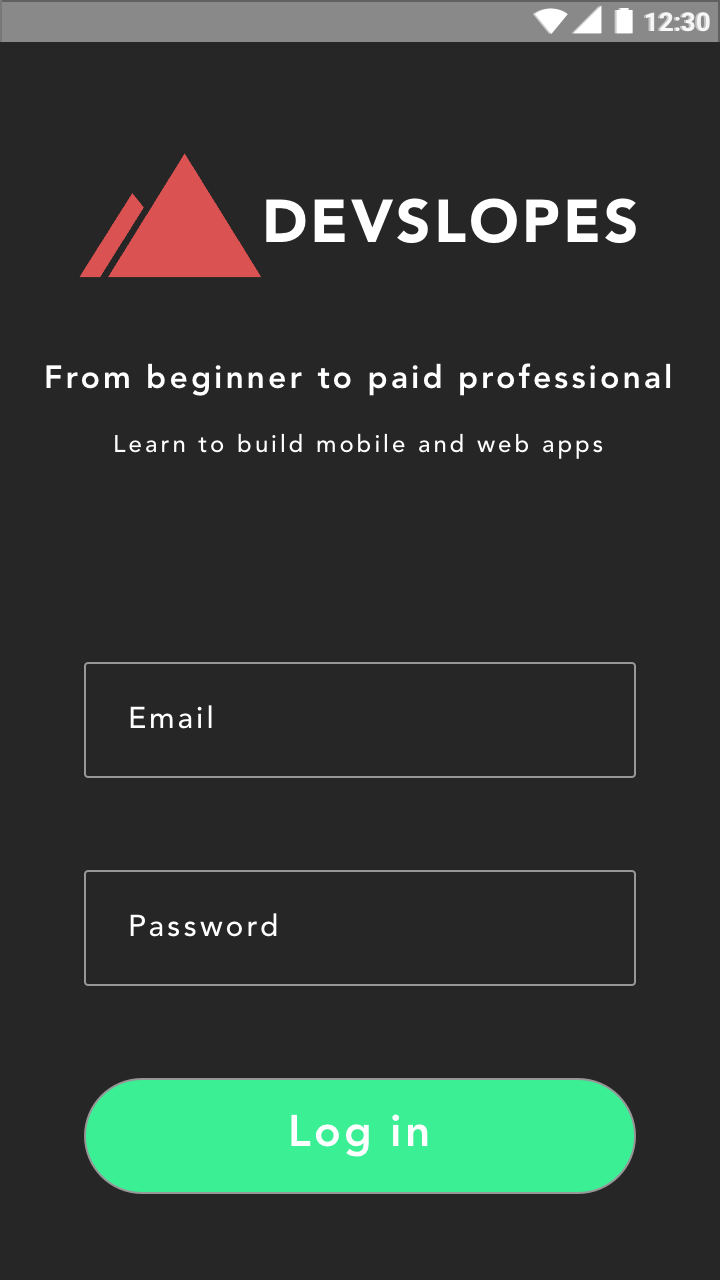 12:30
DEVSLOPES
From beginner to paid professional
Learn to build mobile and web apps
Email
Password
Log in